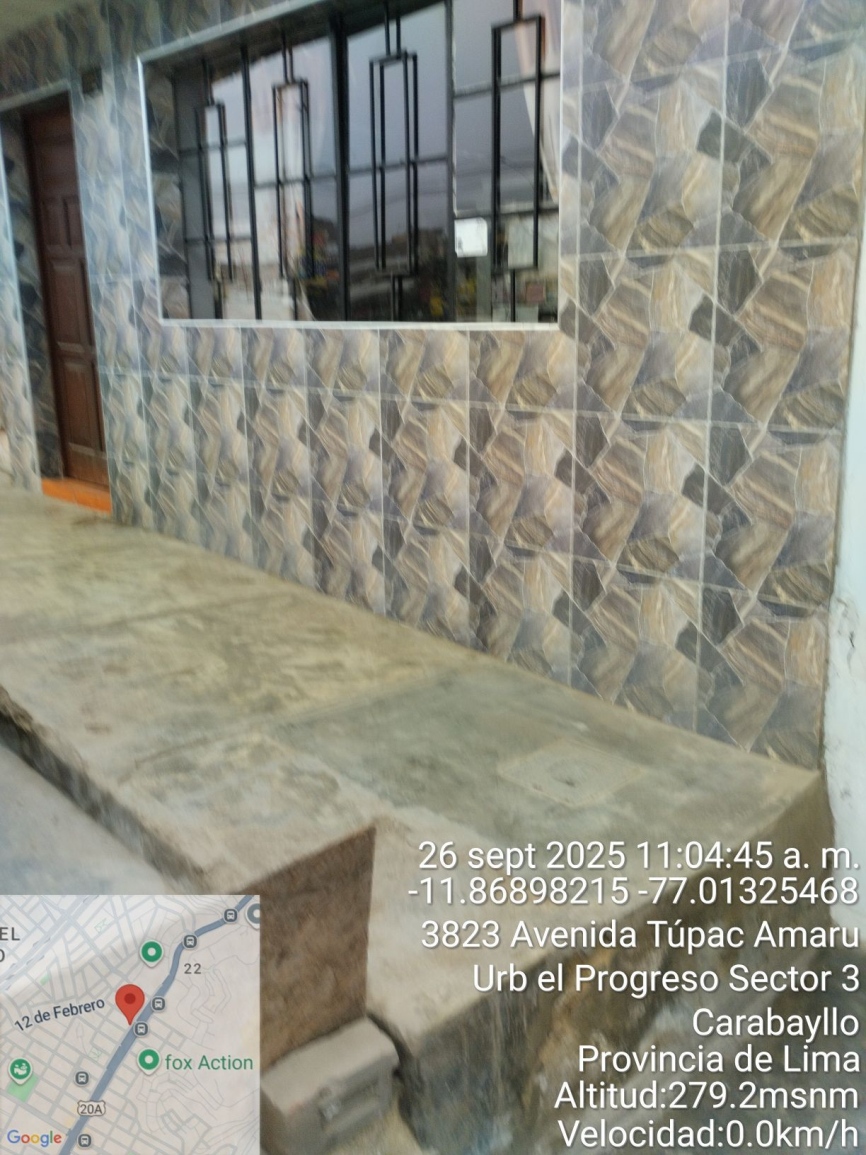 26 sept 2025 11:04:45 a. m.
-11.86898215 -77.01325468
3823 Avenida Túpac Amaru
Urb el Progreso Sector 3
Carabayllo
Provincia de Lima
Altitud:279.2msnm
Velocidad:0.0km/h
EL
O
22
12 de Febrero
fox Action
20A
Google